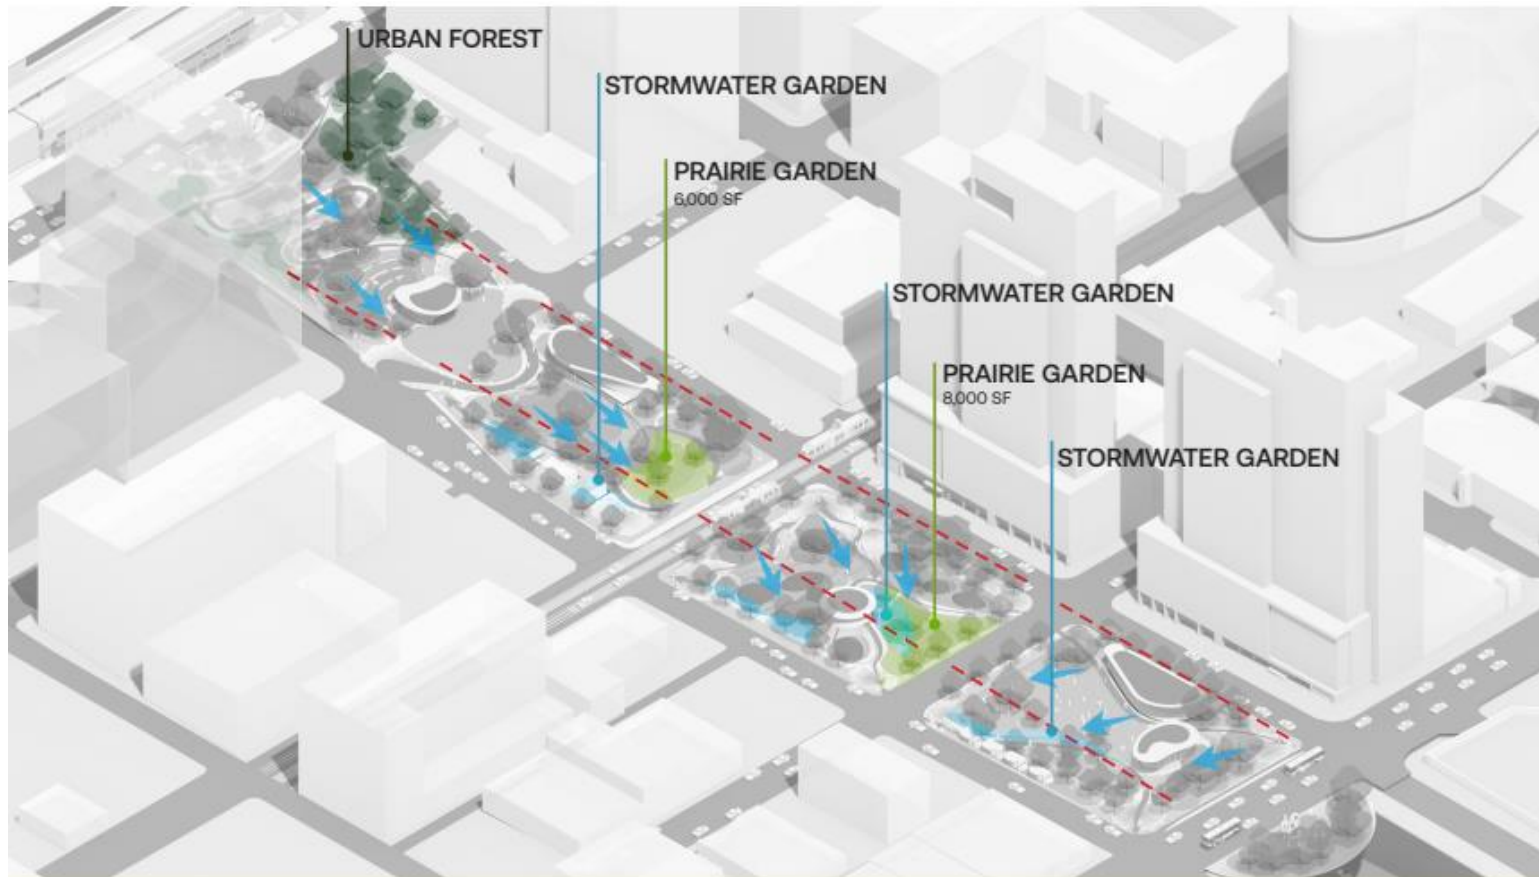 URBAN FOREST
STORMWATER GARDEN
PRAIRIE GARDEN
6,000 SF
STORMWATER GARDEN
PRAIRIE GARDEN
8,000 SF
STORMWATER GARDEN